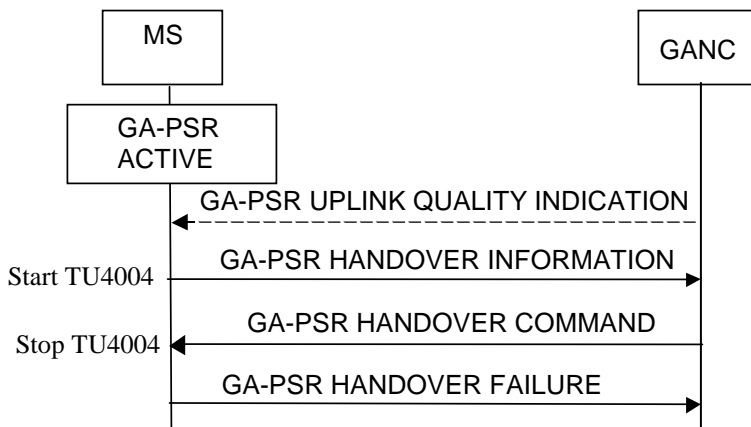 MS
GANC
GA-PSR
ACTIVE
GA-PSR UPLINK QUALITY INDICATION
Start TU4004
GA-PSR HANDOVER INFORMATION
GA-PSR HANDOVER COMMAND
Stop TU4004
GA-PSR HANDOVER FAILURE